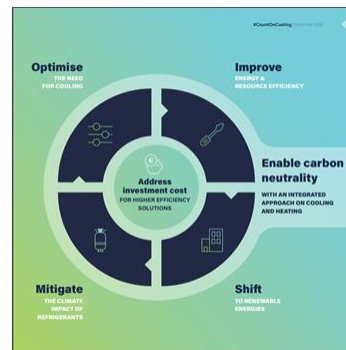 #CountOnCooling
Optimise
THE NEED
FOR COOLING
Improve
ENERGY &
RESOURCE EFFICIENCY
Address
investment cost
FOR HIGHER EFFICIENCY
SOLUTIONS
Enable carbon
neutrality
WITH AN INTEGRATED
APPROACH ON COOLING
AND HEATING
Mitigate
THE CLIMATE
IMPACT OF
REFRIGERANTS
Shift
TO RENEWABLE
ENERGIES